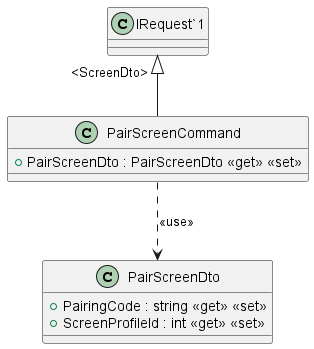 C IRequest`1
<ScreenDto>
C PairScreenCommand
PairScreenDto : PairScreenDto «get» «set»
«use»
C PairScreenDto
PairingCode : string «get» «set»
ScreenProfileId : int «get» «set»